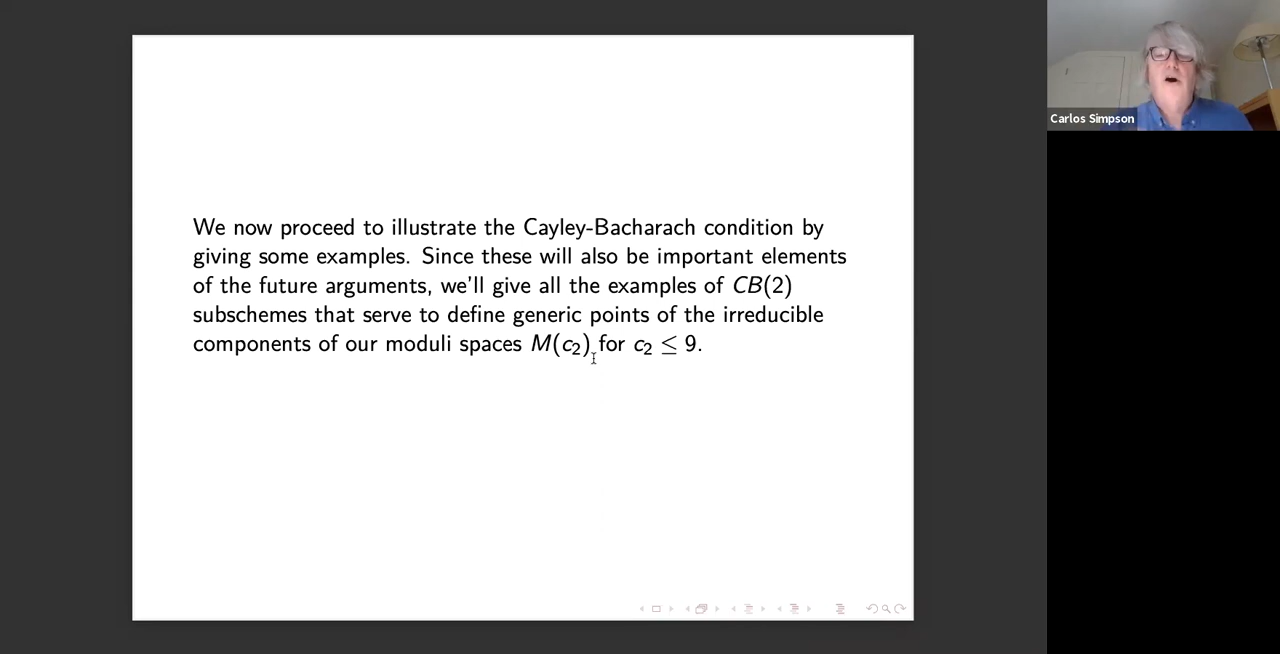 We now proceed to illustrate the Cayley-Bacharach condition by
giving some examples. Since these will also be important elements
of the future arguments, we'll give all the examples of CB(2)
subschemes that serve to define generic points of the irreducible
components of our moduli spaces M(c₂) for c₂ ≤ 9.
Carlos Simpson